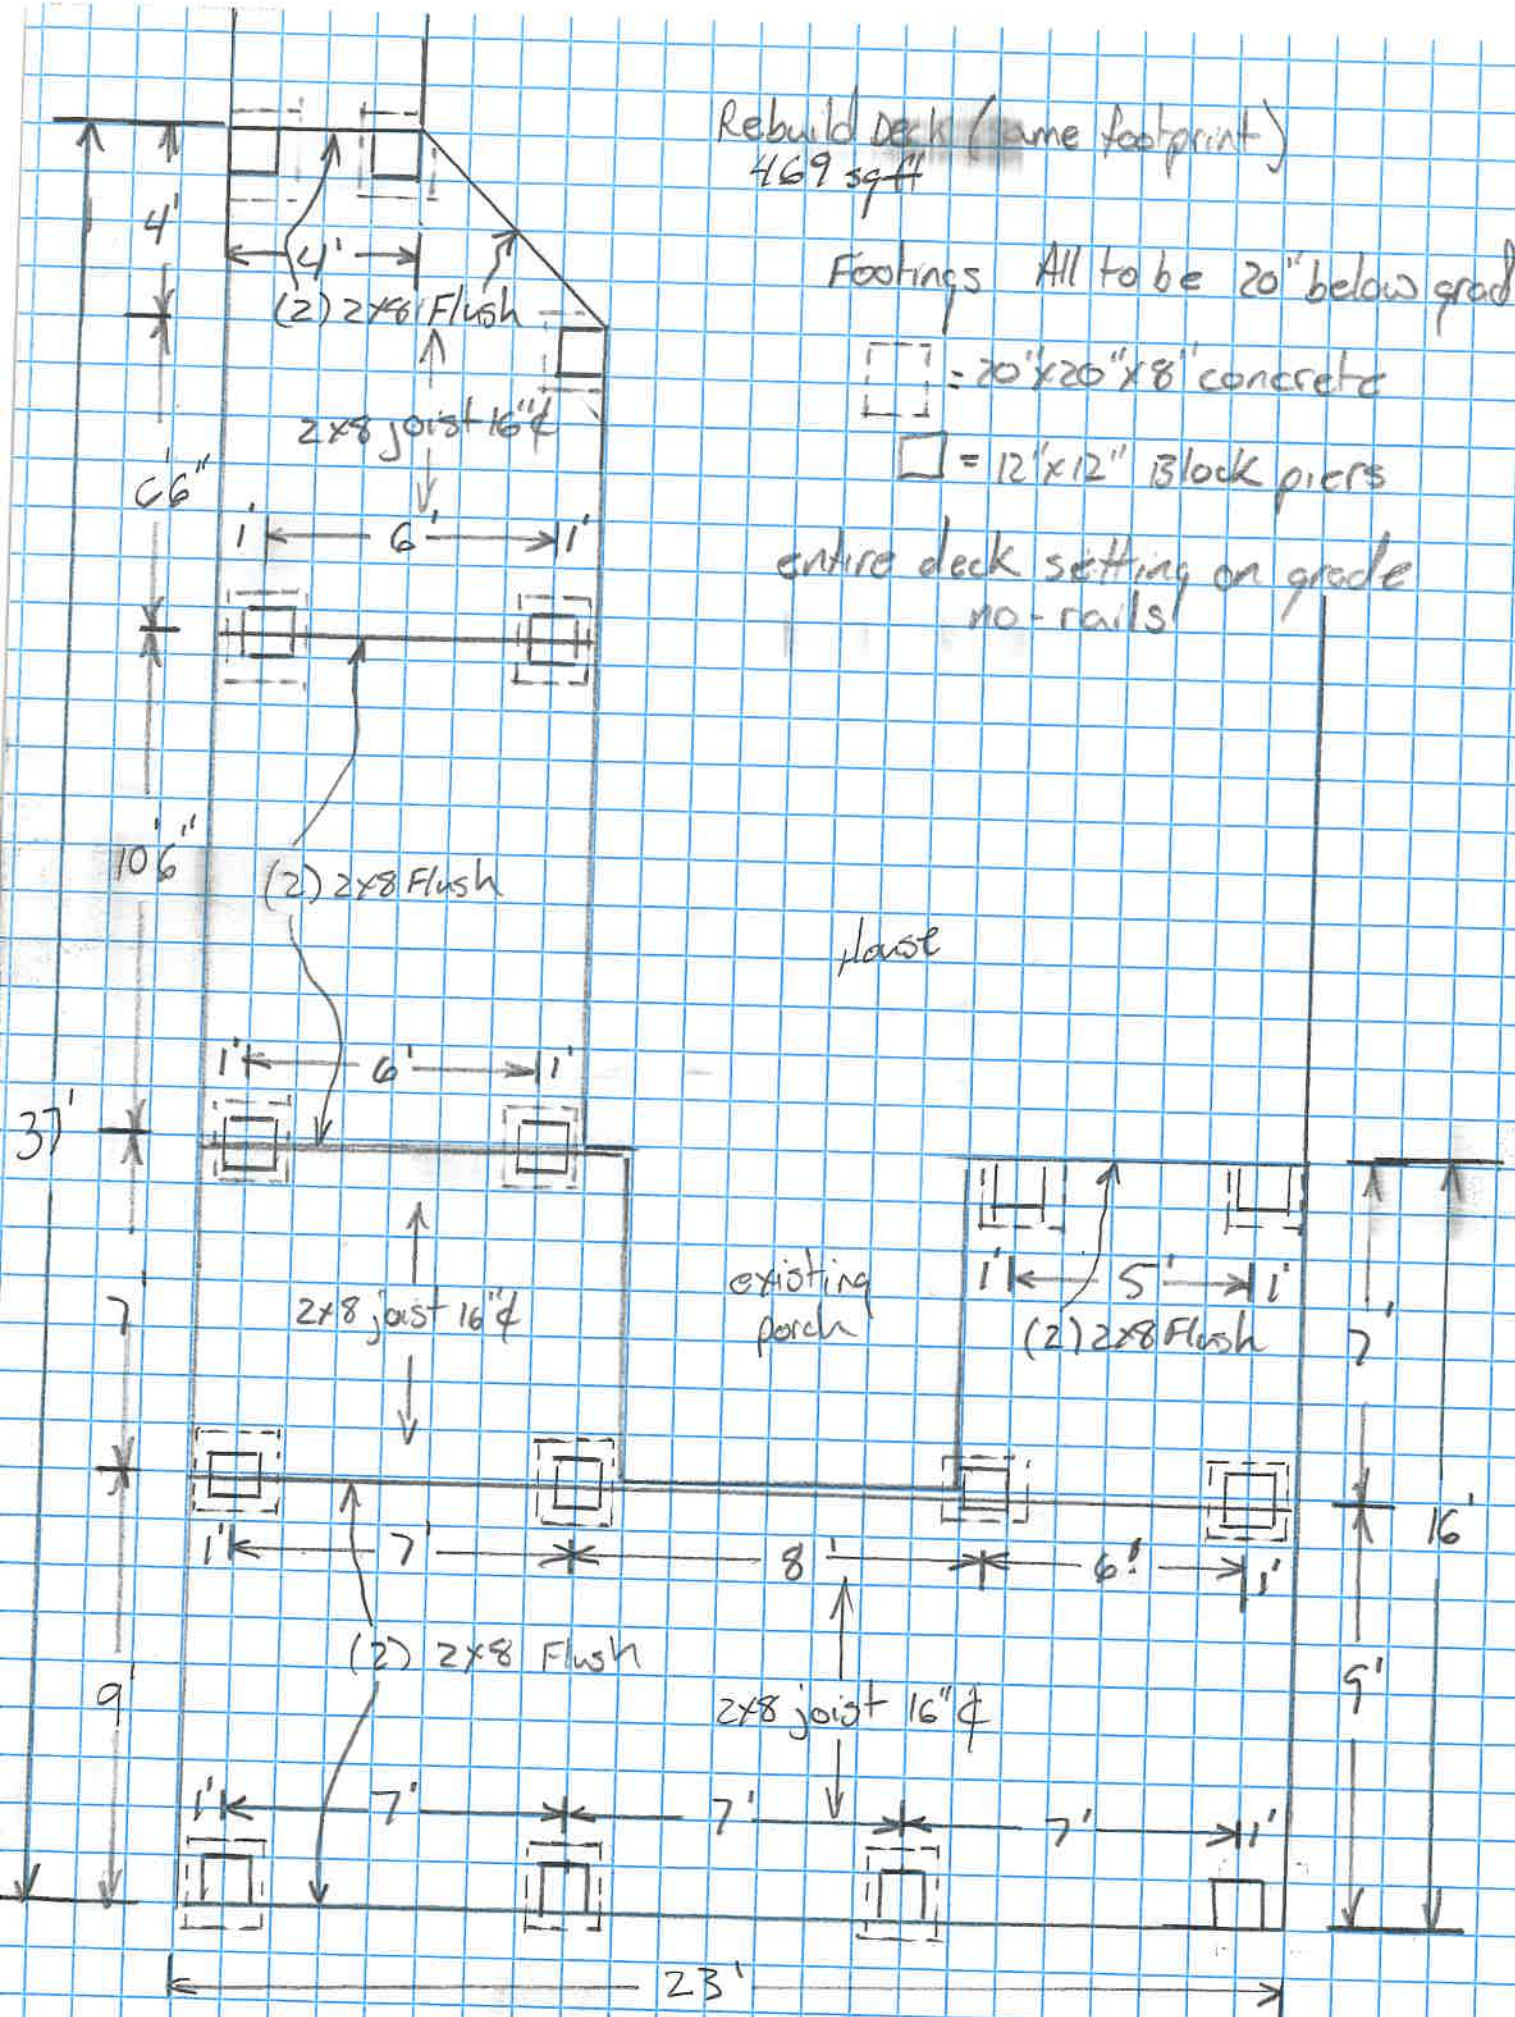 Rebuild Deck (same footprint)
469 sqft
4'
4'
Footings All to be 20" below grad
(2) 2x8 Flush
= 20"x20"x8" concrete
2x8 joist 16"¢
= 12"x12" Block piers
6'6"
1' 6' 1'
entire deck setting on grade
no-rails
10'6"
(2) 2x8 Flush
House
1' 6' 1'
37'
existing
porch
1' 5' 1'
7'
2x8 joist 16"¢
(2) 2x8 Flush
7'
1' 7' 8' 6' 1'
16'
(2) 2x8 Flush
9'
2x8 joist 16"¢
9'
1' 7' 7' 7' 1'
23'